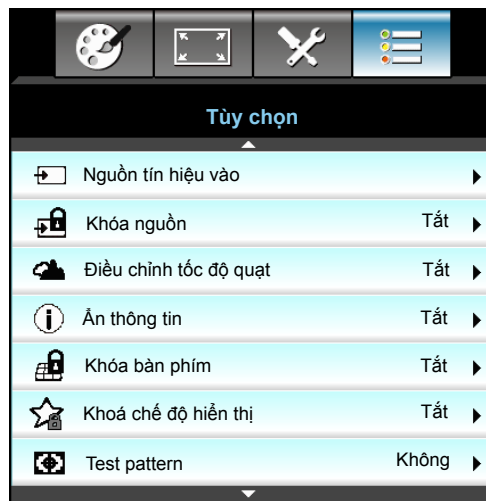 Tùy chọn
Nguồn tín hiệu vào
Khóa nguồn Tắt
Điều chỉnh tốc độ quạt Tắt
Ẩn thông tin Tắt
Khóa bàn phím Tắt
Khoá chế độ hiển thị Tắt
Test pattern Không